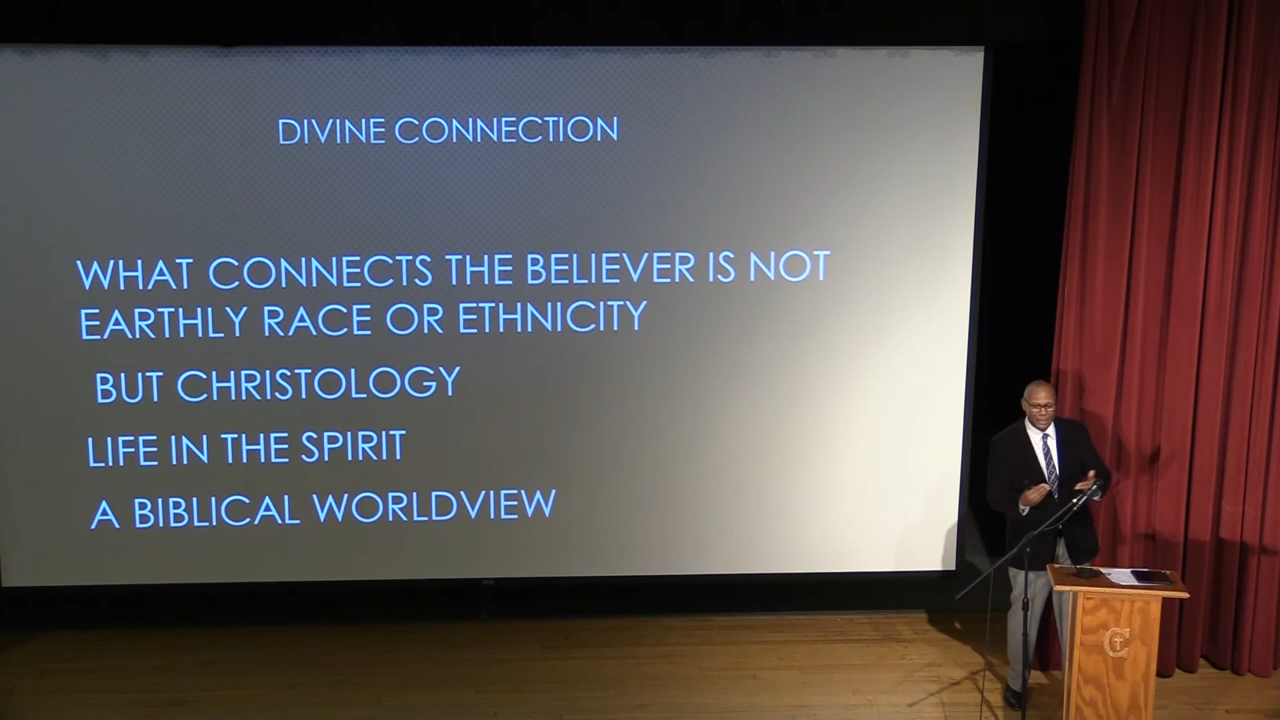 DIVINE CONNECTION
WHAT CONNECTS THE BELIEVER IS NOT
EARTHLY RACE OR ETHNICITY
BUT CHRISTOLOGY
LIFE IN THE SPIRIT
A BIBLICAL WORLDVIEW
C